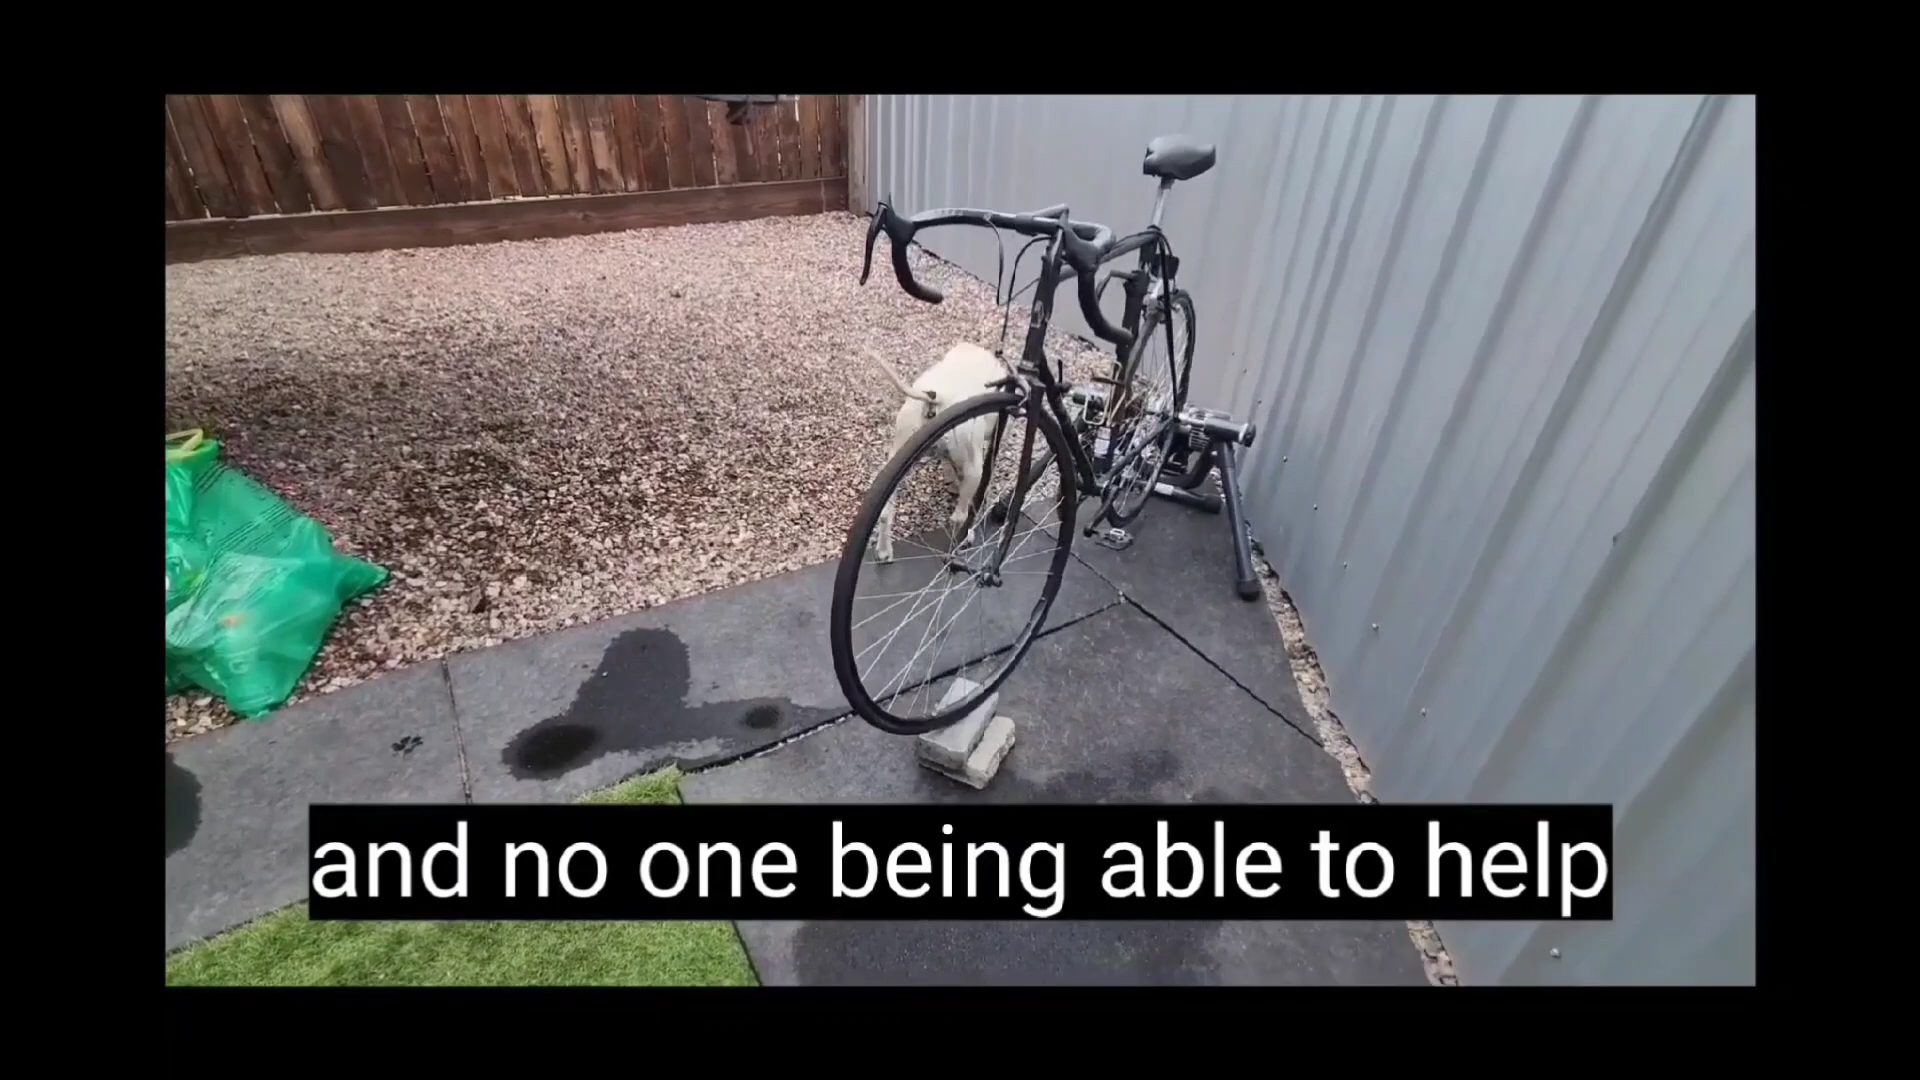 and no one being able to help